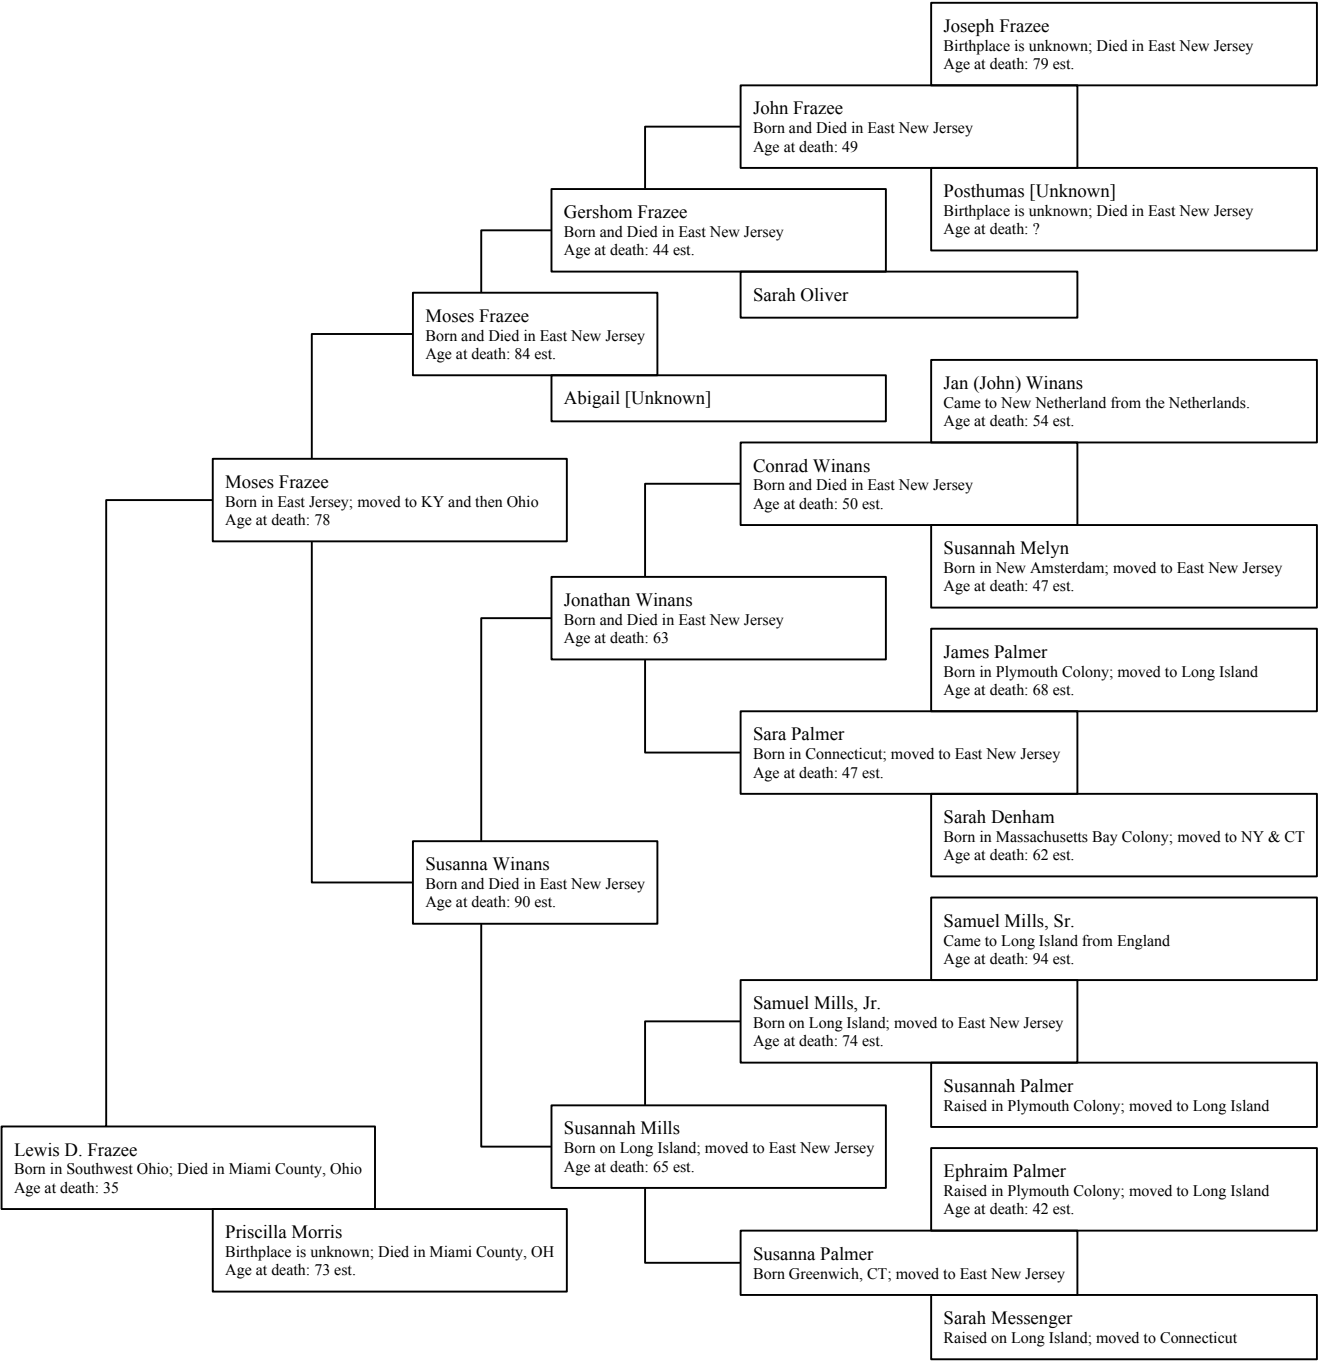 Joseph Frazee
Birthplace is unknown; Died in East New Jersey
Age at death: 79 est.
John Frazee
Born and Died in East New Jersey
Age at death: 49
Posthumas [Unknown]
Birthplace is unknown; Died in East New Jersey
Age at death: ?
Gershom Frazee
Born and Died in East New Jersey
Age at death: 44 est.
Sarah Oliver
Moses Frazee
Born and Died in East New Jersey
Age at death: 84 est.
Abigail [Unknown]
Jan (John) Winans
Came to New Netherland from the Netherlands.
Age at death: 54 est.
Conrad Winans
Born and Died in East New Jersey
Age at death: 50 est.
Moses Frazee
Born in East Jersey; moved to KY and then Ohio
Age at death: 78
Susannah Melyn
Born in New Amsterdam; moved to East New Jersey
Age at death: 47 est.
Jonathan Winans
Born and Died in East New Jersey
Age at death: 63
James Palmer
Born in Plymouth Colony; moved to Long Island
Age at death: 68 est.
Sara Palmer
Born in Connecticut; moved to East New Jersey
Age at death: 47 est.
Sarah Denham
Born in Massachusetts Bay Colony; moved to NY & CT
Age at death: 62 est.
Susanna Winans
Born and Died in East New Jersey
Age at death: 90 est.
Samuel Mills, Sr.
Came to Long Island from England
Age at death: 94 est.
Samuel Mills, Jr.
Born on Long Island; moved to East New Jersey
Age at death: 74 est.
Susannah Palmer
Raised in Plymouth Colony; moved to Long Island
Susannah Mills
Born on Long Island; moved to East New Jersey
Age at death: 65 est.
Lewis D. Frazee
Born in Southwest Ohio; Died in Miami County, Ohio
Age at death: 35
Ephraim Palmer
Raised in Plymouth Colony; moved to Long Island
Age at death: 42 est.
Priscilla Morris
Birthplace is unknown; Died in Miami County, OH
Age at death: 73 est.
Susanna Palmer
Born Greenwich, CT; moved to East New Jersey
Sarah Messenger
Raised on Long Island; moved to Connecticut